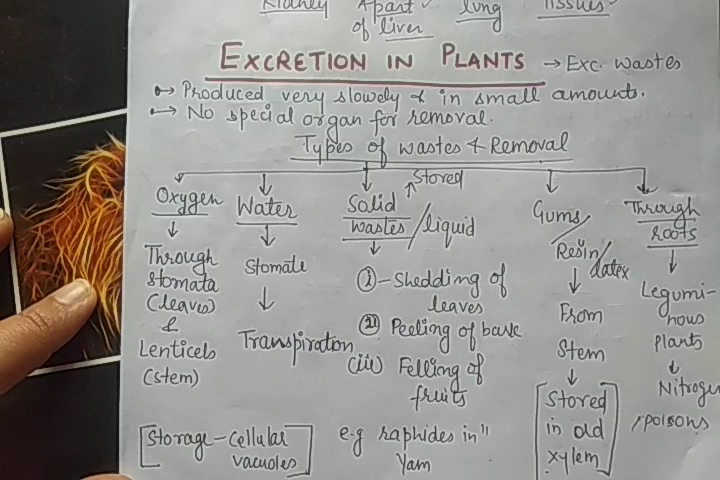 Kidney Apart of liver lung tissues
EXCRETION IN PLANTS → Exc. wastes
→ Produced very slowly & in small amounts.
→ No special organ for removal.
Types of wastes & Removal
Stored
Oxygen
Through
stomata
(leaves)
&
Lenticels
(stem)
Water
Stomate
Transpiration
Solid
wastes/liquid
(i)-Shedding of
leaves
(ii) Peeling of bark
(iii) Felling of
fruits
Gums/
Resin/
latex
From
Stem
[Stored
in old
xylem]
Through
roots
Legumi-
nous
plants
Nitrogen
/poisons
[Storage-Cellular
vacuoles]
e.g raphides in "
Yam